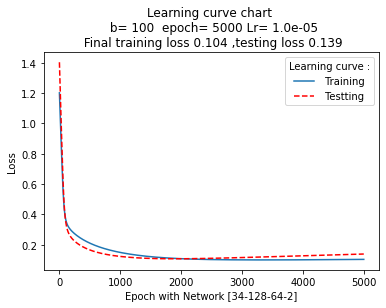 Learning curve chart
b= 100 epoch= 5000 Lr= 1.0e-05
Final training loss 0.104 ,testing loss 0.139
Learning curve :
Training
Testting
1.4
1.2
1.0
0.8
0.6
0.4
0.2
Loss
0 1000 2000 3000 4000 5000
Epoch with Network [34-128-64-2]